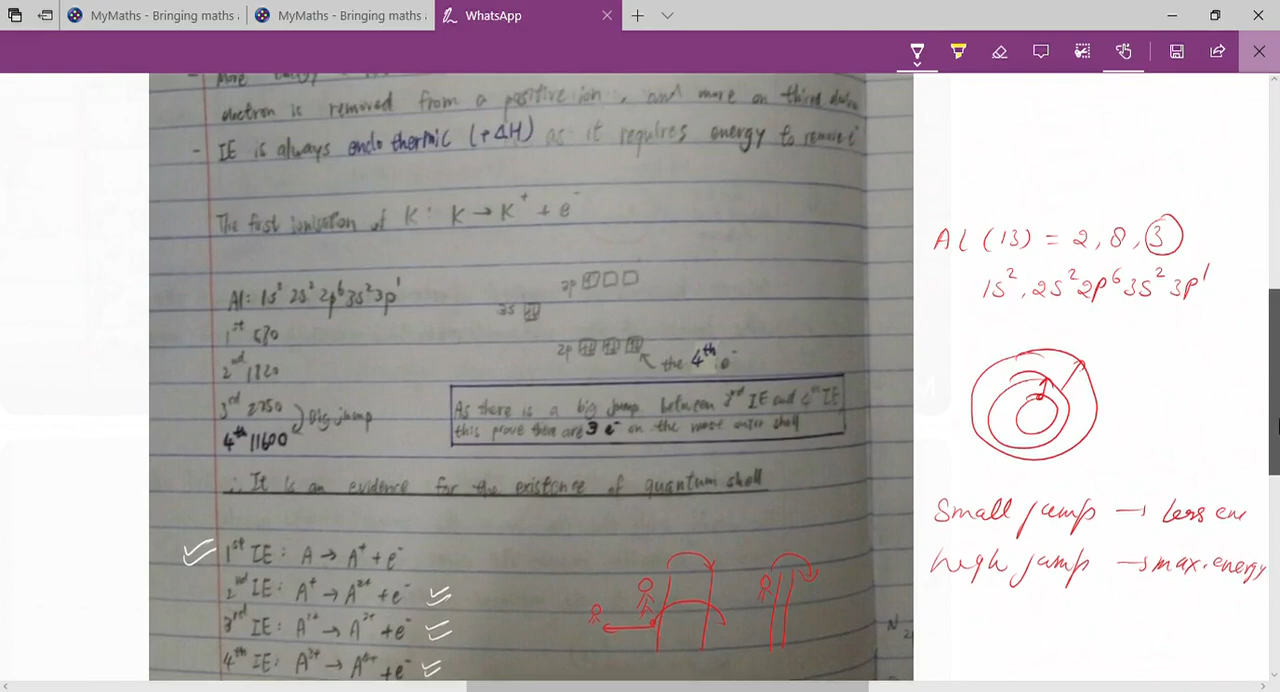 MyMaths - Bringing maths
MyMaths - Bringing maths
WhatsApp
electron is removed from a positive ion, and more on third
- IE is always endothermic (+ΔH) as it requires energy to remove
The first ionisation of K: K → K⁺ + e⁻
Al: 1s² 2s² 2p⁶ 3s² 3p¹
3p
3s
1st 570
2nd 1820
2p
the 4th e⁻
3rd 2750
Big jump
4th 11600
As there is a big jump between 3rd IE and 4th IE
this prove there are 3 e⁻ on the most outer shell
∴ It is an evidence for the existence of quantum shell
1st IE: A → A⁺ + e⁻
2nd IE: A⁺ → A²⁺ + e⁻
3rd IE: A²⁺ → A³⁺ + e⁻
4th IE: A³⁺ → + e⁻
Al (13) = 2, 8, 3
1s², 2s² 2p⁶ 3s² 3p¹
Small jump → Less en
high jump → max. energy